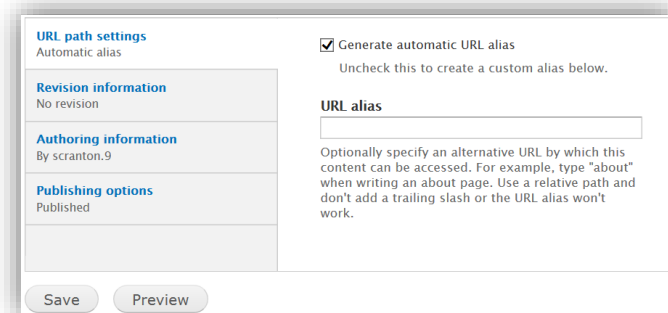 URL path settings
Automatic alias
Revision information
No revision
Authoring information
By scranton.9
Publishing options
Published
Generate automatic URL alias
Uncheck this to create a custom alias below.
URL alias
Optionally specify an alternative URL by which this
content can be accessed. For example, type "about"
when writing an about page. Use a relative path and
don't add a trailing slash or the URL alias won't
work.
Save
Preview